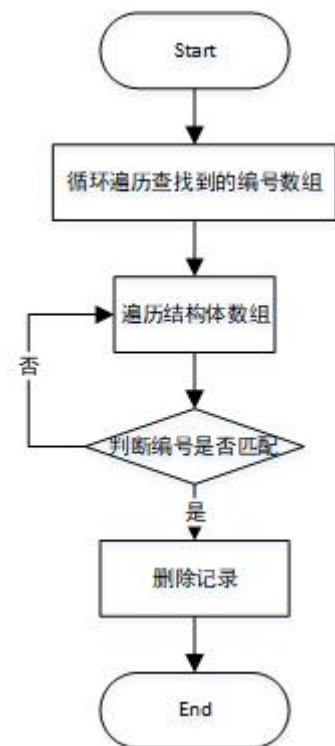 Start
循环遍历查找到的编号数组
遍历结构体数组
否
判断编号是否匹配
是
删除记录
End